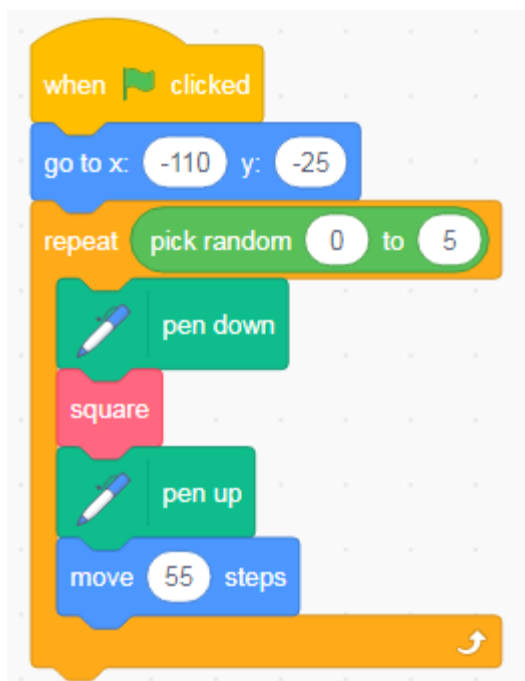 when clicked
go to x: -110 y: -25
repeat pick random 0 to 5
pen down
square
pen up
move 55 steps